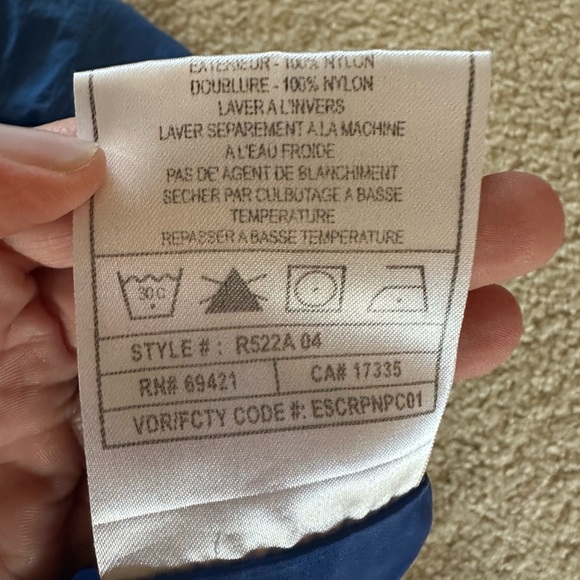 EXTERIEUR - 100% NYLON
DOUBLURE - 100% NYLON
LAVER A L'INVERS
LAVER SEPAREMENT A LA MACHINE
A L'EAU FROIDE
PAS DE' AGENT DE BLANCHIMENT
SECHER PAR CULBUTAGE A BASSE
TEMPERATURE
REPASSER A BASSE TEMPERATURE
30 C
STYLE # : R522A 04
RN# 69421 CA# 17335
VDR/FCTY CODE #: ESCRPNPC01